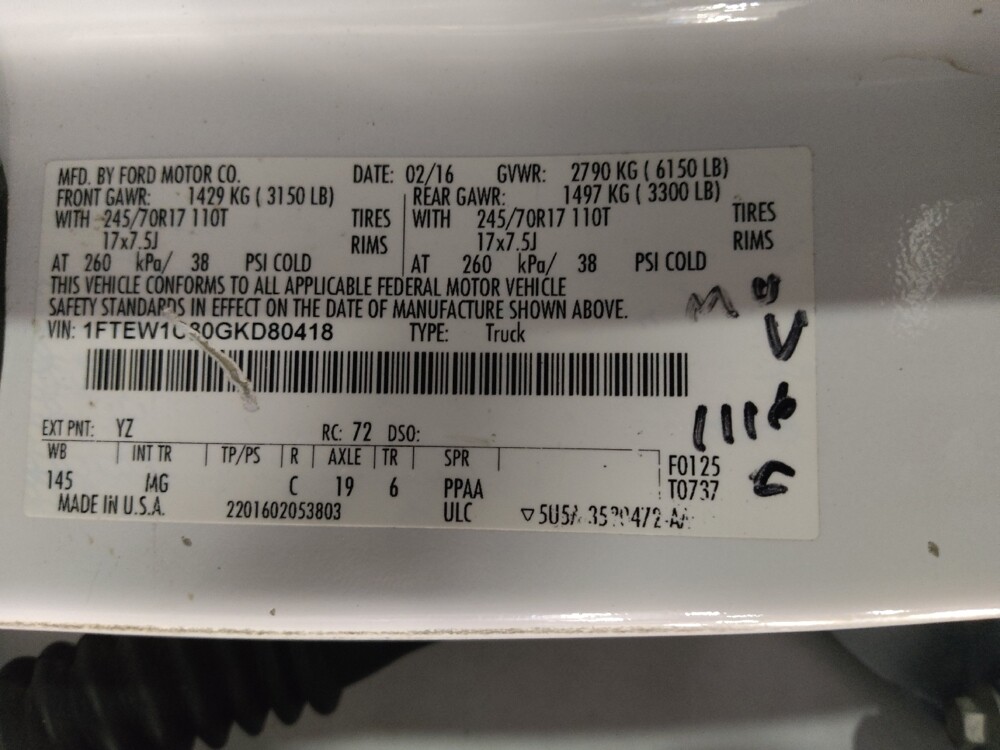 MFD. BY FORD MOTOR CO. DATE: 02/16 GVWR: 2790 KG ( 6150 LB)
FRONT GAWR: 1429 KG ( 3150 LB) REAR GAWR: 1497 KG ( 3300 LB)
WITH 245/70R17 110T TIRES WITH 245/70R17 110T TIRES
17x7.5J RIMS 17x7.5J RIMS
AT 260 kPa/ 38 PSI COLD AT 260 kPa/ 38 PSI COLD
THIS VEHICLE CONFORMS TO ALL APPLICABLE FEDERAL MOTOR VEHICLE
SAFETY STANDARDS IN EFFECT ON THE DATE OF MANUFACTURE SHOWN ABOVE.
VIN: 1FTEW1C80GKD80418 TYPE: Truck
M
V
1116
EXT PNT: YZ RC: 72 DSO:
WB INT TR TP/PS R AXLE TR SPR F0125
145 MG C 19 6 PPAA T0737 C
MADE IN U.S.A. 2201602053803 ULC